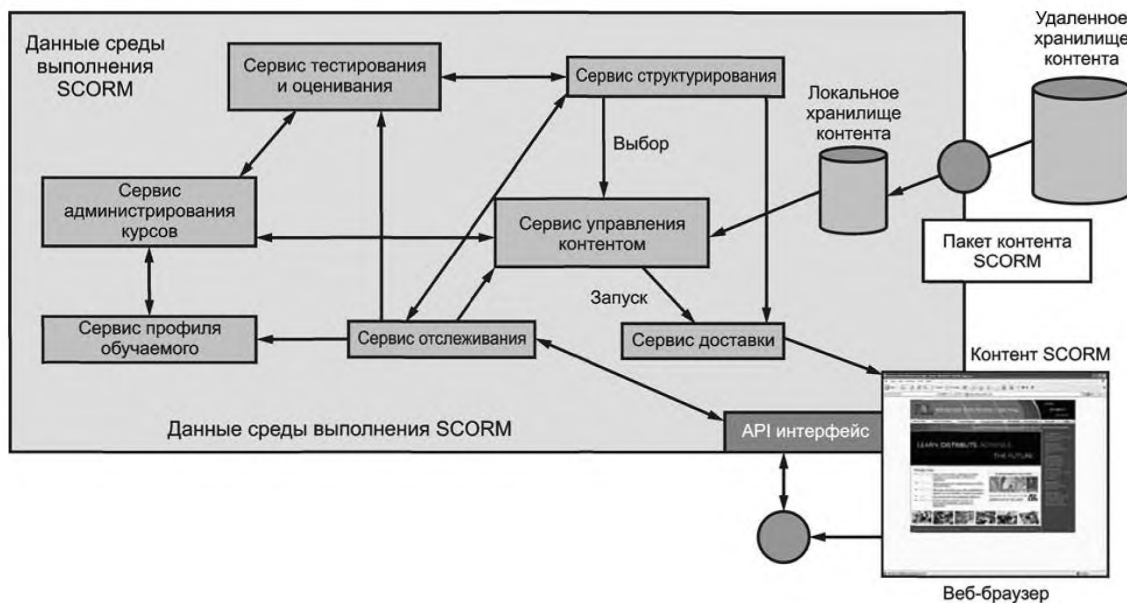 Данные среды
выполнения
SCORM
Сервис тестирования
и оценивания
Сервис структурирования
Удаленное
хранилище
контента
Локальное
хранилище
контента
Выбор
Сервис
администрирования
курсов
Сервис управления
контентом
Пакет контента
SCORM
Запуск
Сервис профиля
обучаемого
Сервис отслеживания
Сервис доставки
Контент SCORM
Данные среды выполнения SCORM
API интерфейс
LEARN. DISTRIBUTE. ADVANCE.
THE FUTURE.
Веб-браузер